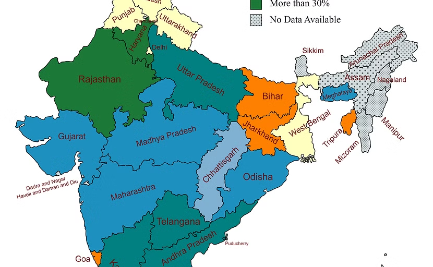 More than 30%
No Data Available
Punjab
Uttarakhand
Haryana
Delhi
Sikkim
Arunachal Pradesh
Rajasthan
Uttar Pradesh
Assam
Nagaland
Bihar
Meghalaya
Gujarat
Madhya Pradesh
Jharkhand
West Bengal
Tripura
Mizoram
Manipur
Chhattisgarh
Odisha
Dadra and Nagar
Haveli and Daman and Diu
Maharashtra
Telangana
Andhra Pradesh
Puducherry
Goa